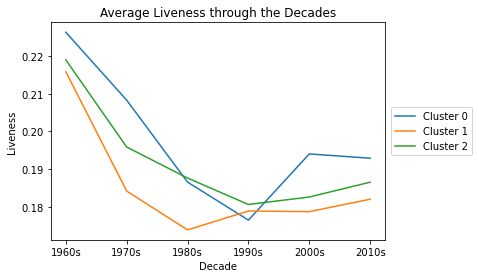 Average Liveness through the Decades
Liveness
0.22
0.21
0.20
0.19
0.18
1960s 1970s 1980s 1990s 2000s 2010s
Decade
Cluster 0
Cluster 1
Cluster 2